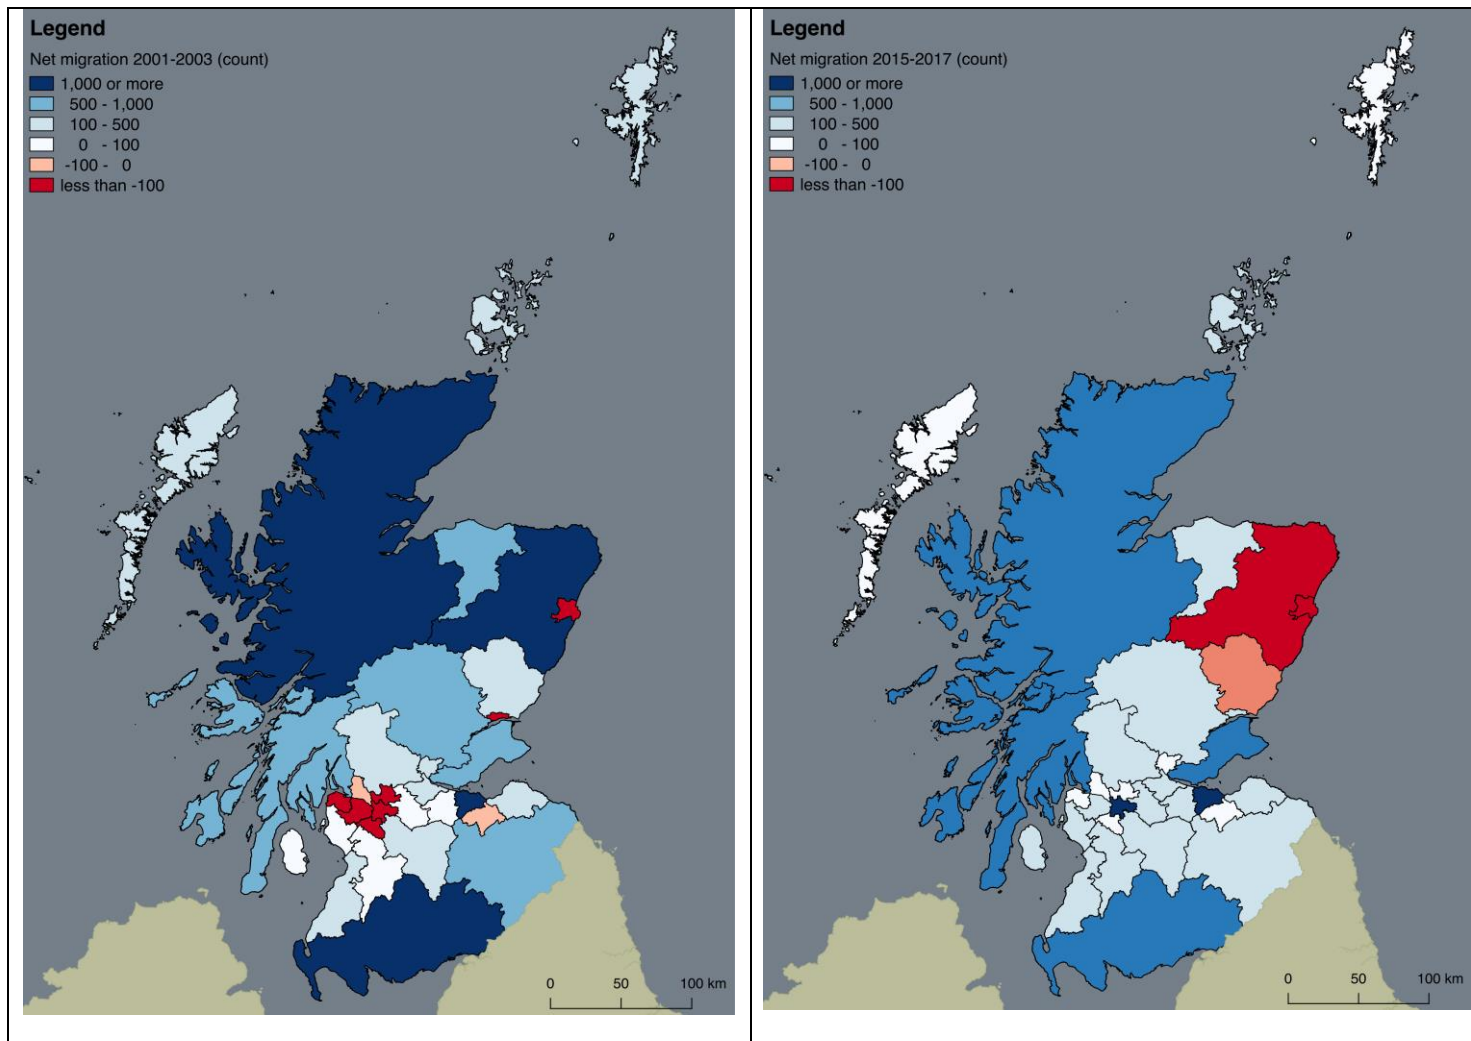 Legend
Net migration 2001-2003 (count)
1,000 or more
500 - 1,000
100 - 500
0 - 100
-100 - 0
less than -100
0 50 100 km
Legend
Net migration 2015-2017 (count)
1,000 or more
500 - 1,000
100 - 500
0 - 100
-100 - 0
less than -100
0 50 100 km